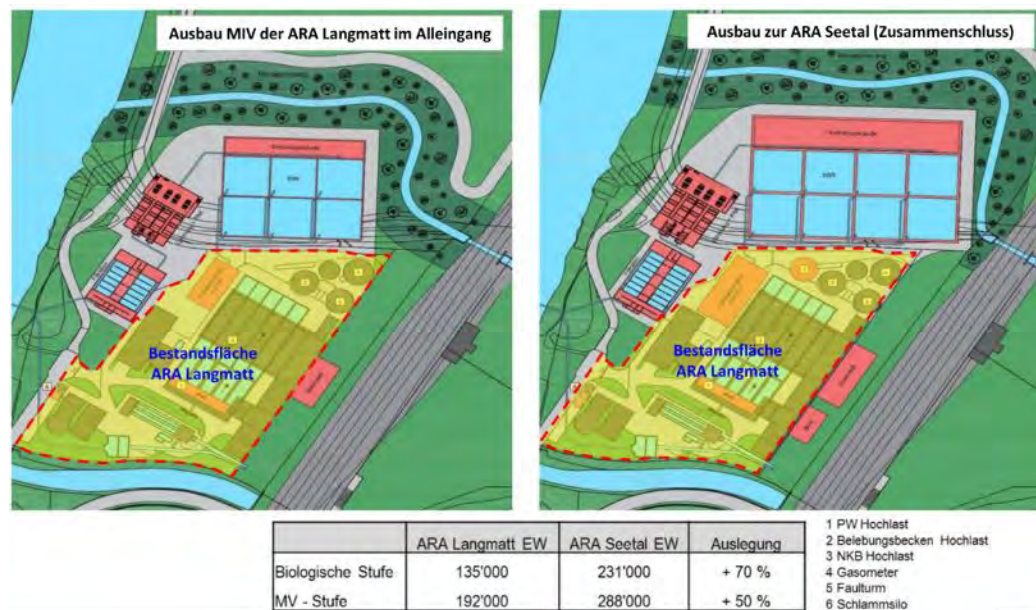 Ausbau MIV der ARA Langmatt im Alleingang
Ausbau zur ARA Seetal (Zusammenschluss)
Bestandsfläche
ARA Langmatt
Bestandsfläche
ARA Langmatt
ARA Langmatt EW ARA Seetal EW Auslegung
Biologische Stufe 135'000 231'000 + 70 %
MV - Stufe 192'000 288'000 + 50 %
1 PW Hochlast
2 Belebungsbecken Hochlast
3 NKB Hochlast
4 Gasometer
5 Faulturm
6 Schlammsilo